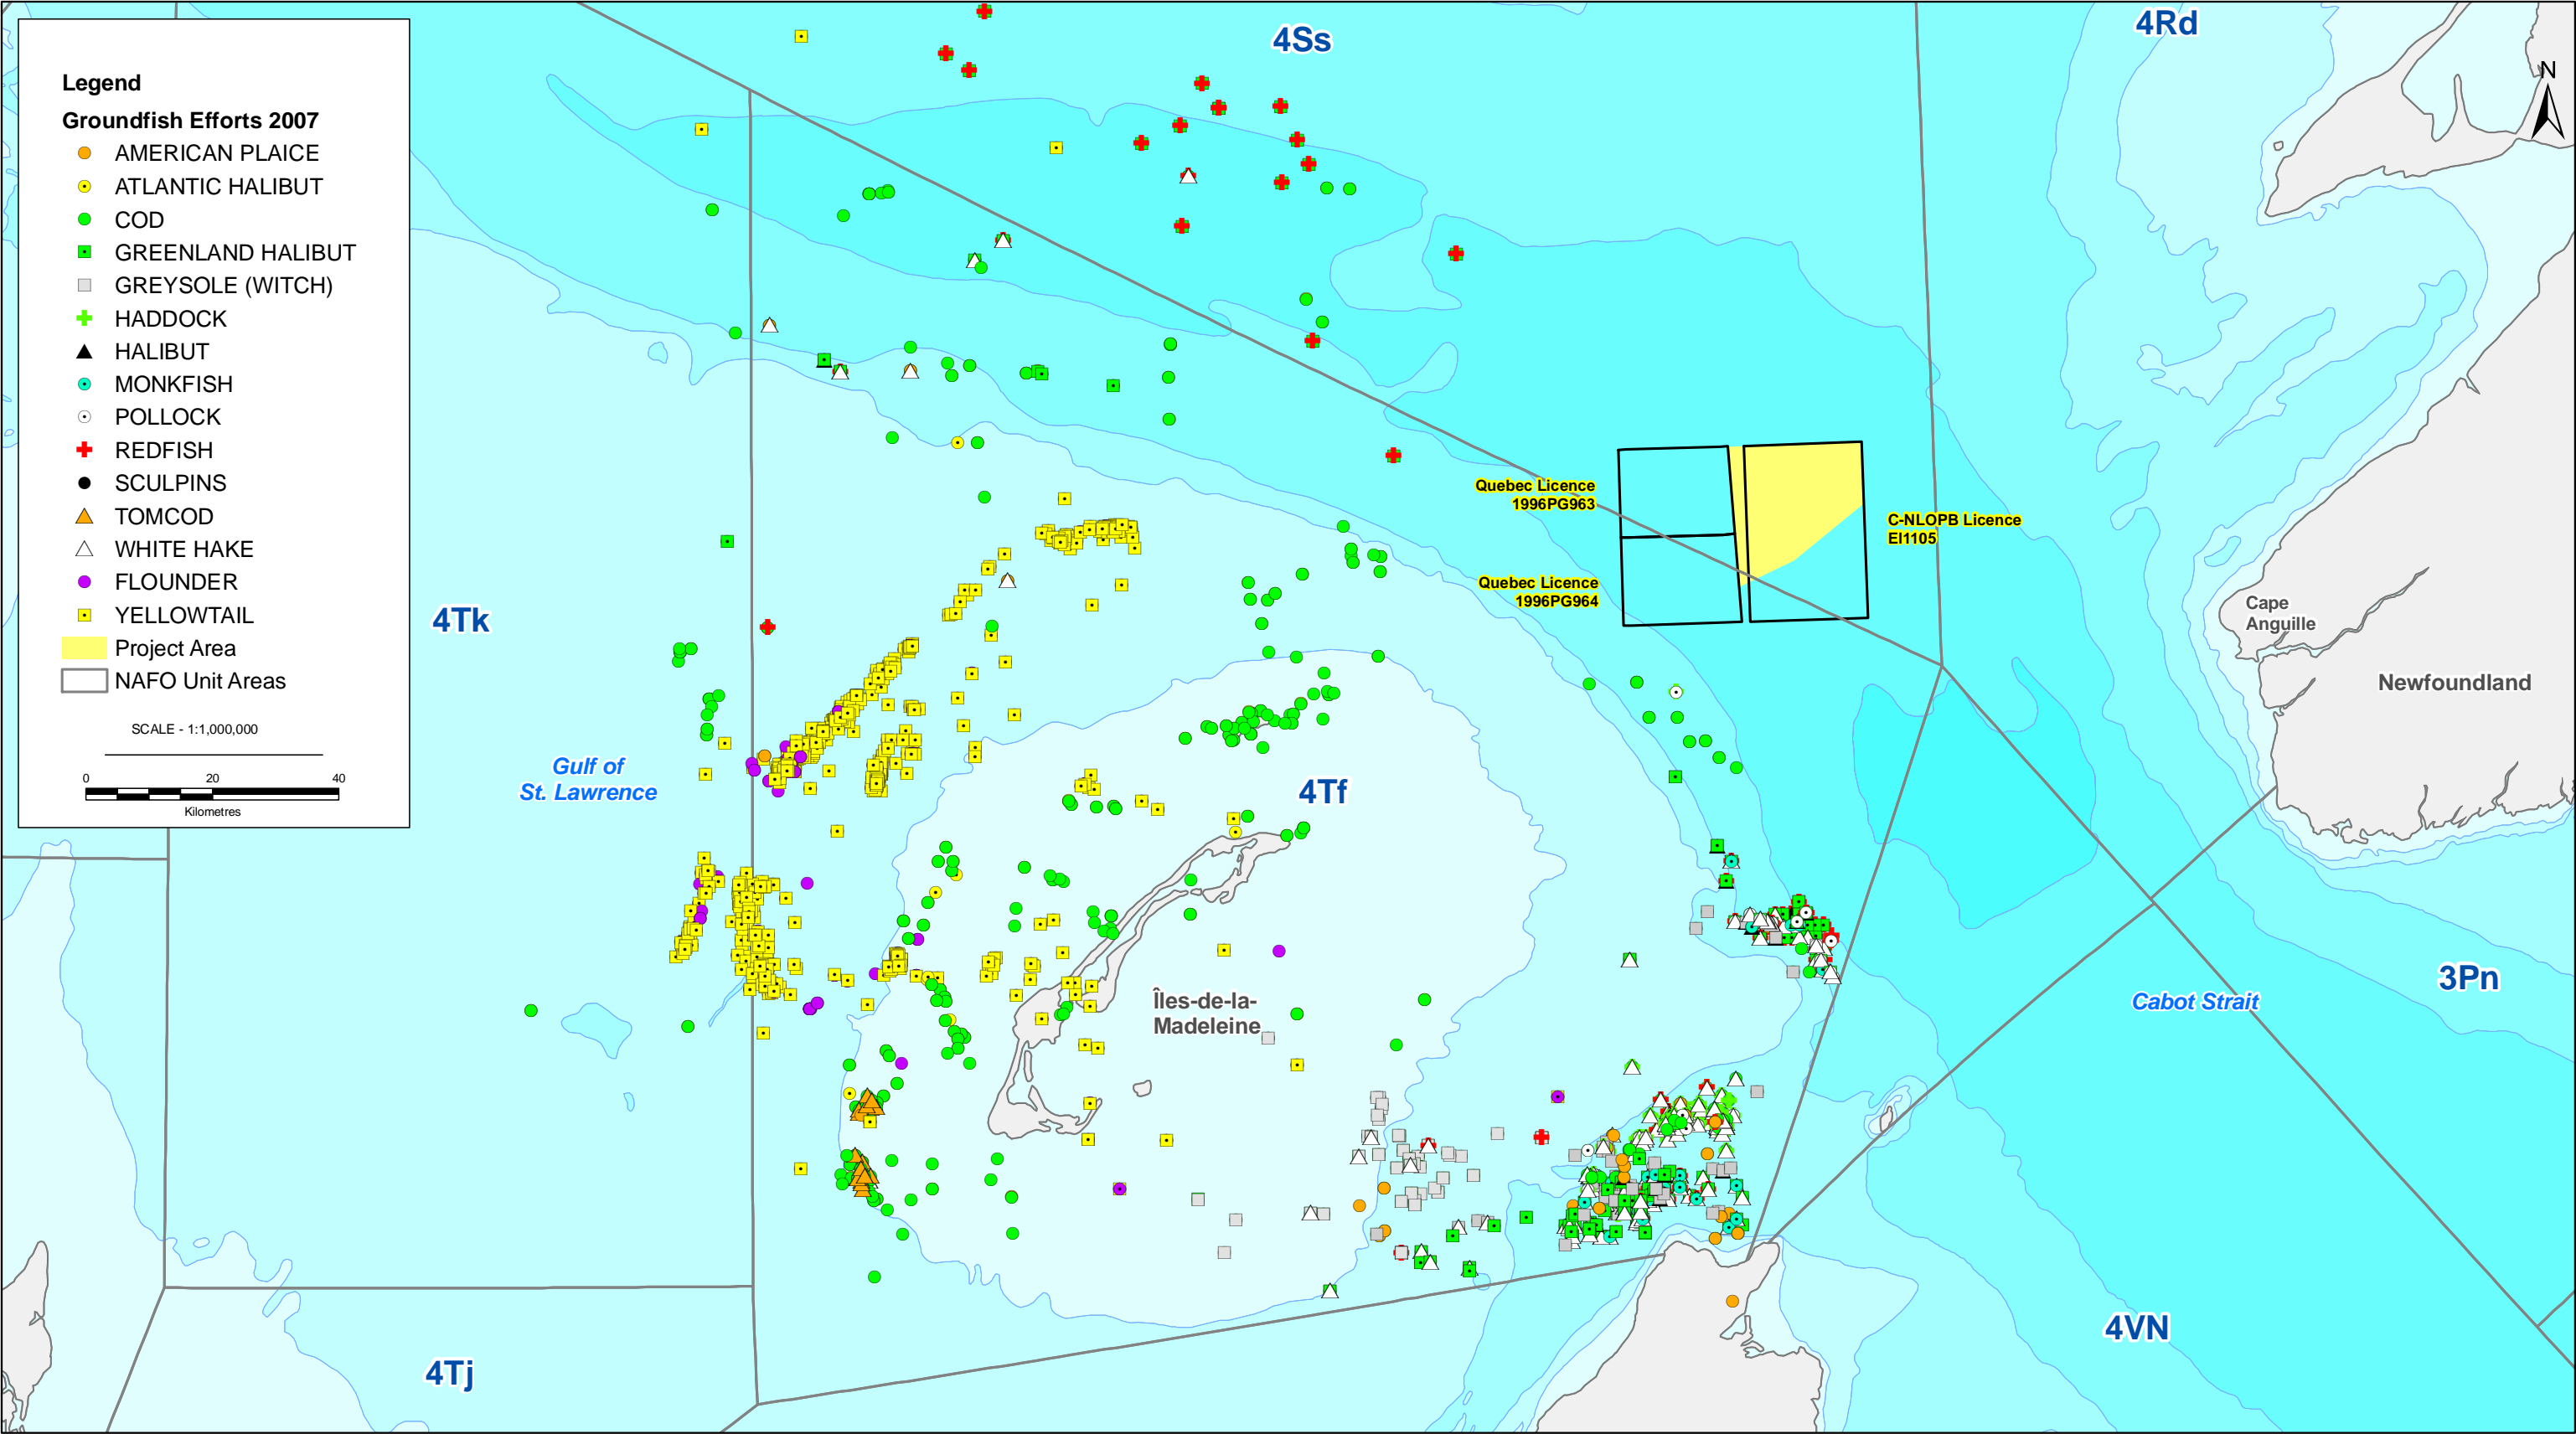 Legend
Groundfish Efforts 2007
AMERICAN PLAICE
ATLANTIC HALIBUT
COD
GREENLAND HALIBUT
GREYSOLE (WITCH)
HADDOCK
HALIBUT
MONKFISH
POLLOCK
REDFISH
SCULPINS
TOMCOD
WHITE HAKE
FLOUNDER
YELLOWTAIL
Project Area
NAFO Unit Areas
SCALE - 1:1,000,000
0 20 40
Kilometres
4Ss
4Rd
N
Quebec Licence
1996PG963
C-NLOPB Licence
El1105
Quebec Licence
1996PG964
Cape
Anguille
4Tk
Newfoundland
Gulf of
St. Lawrence
4Tf
Îles-de-la-
Madeleine
3Pn
Cabot Strait
4VN
4Tj